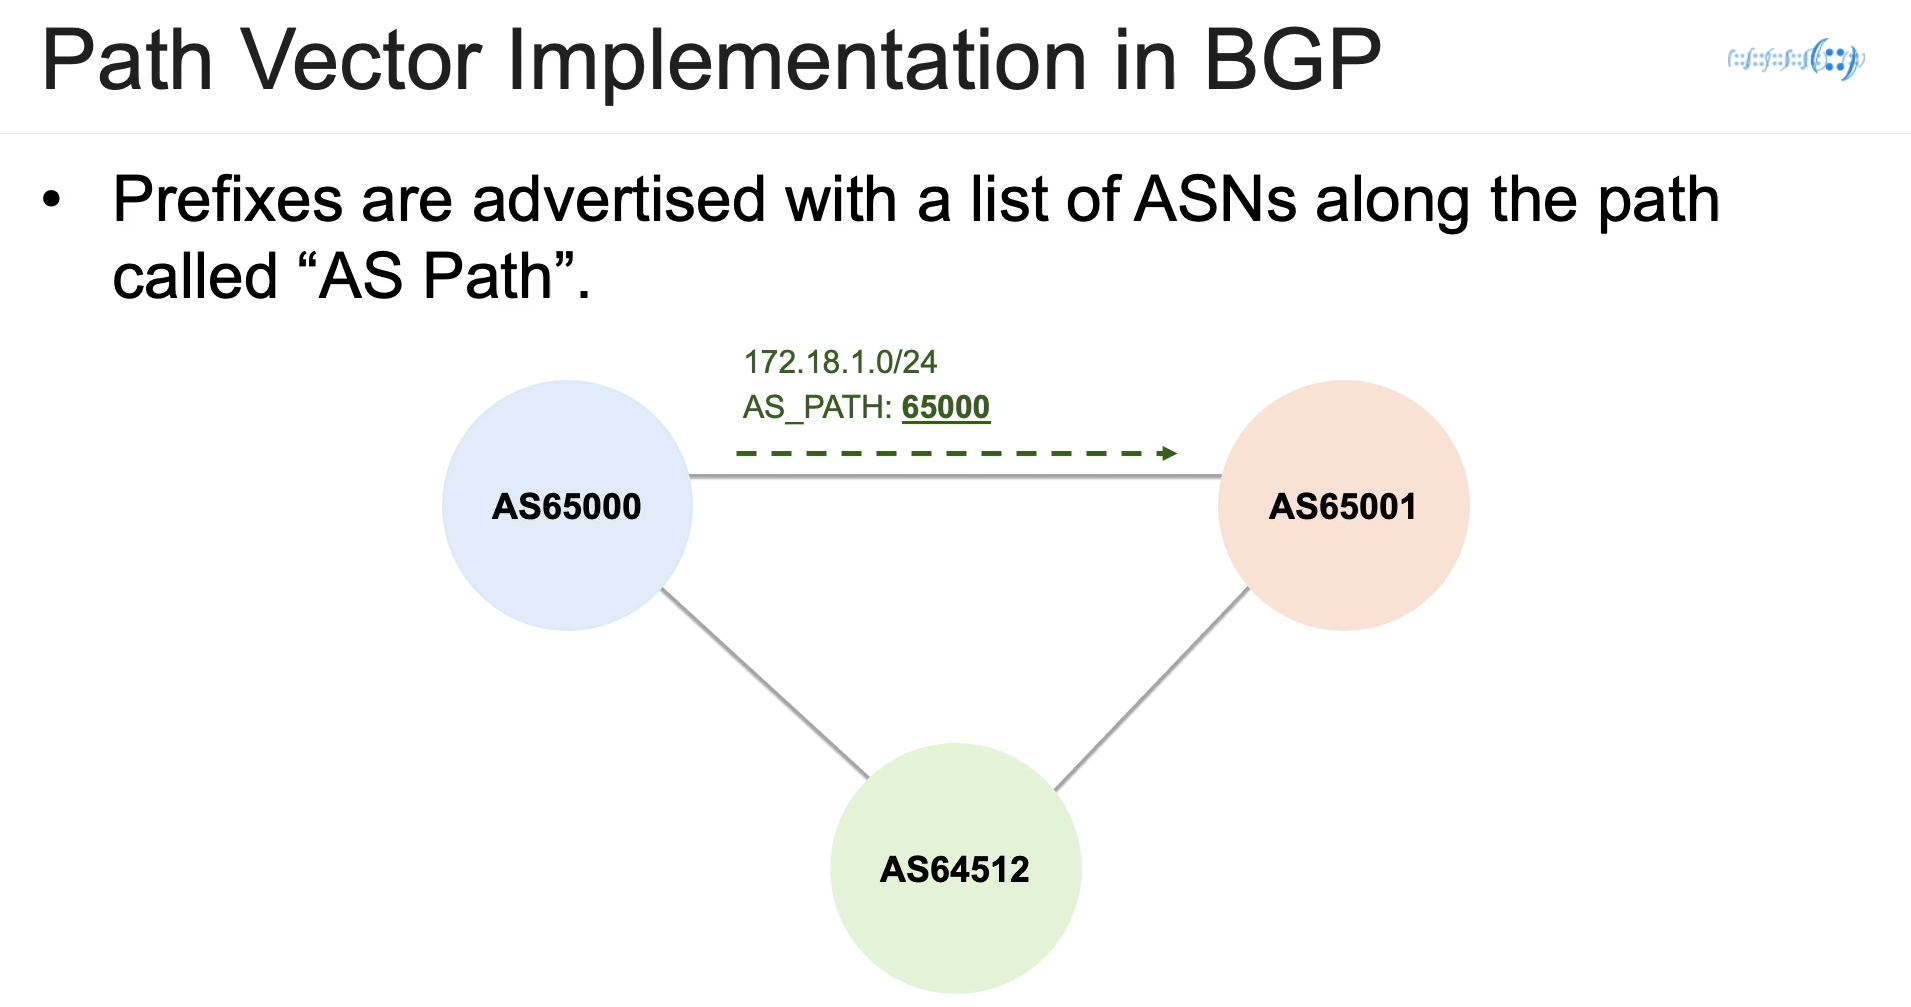 Path Vector Implementation in BGP
• Prefixes are advertised with a list of ASNs along the path
called “AS Path”.
172.18.1.0/24
AS_PATH: 65000
AS65000
AS65001
AS64512